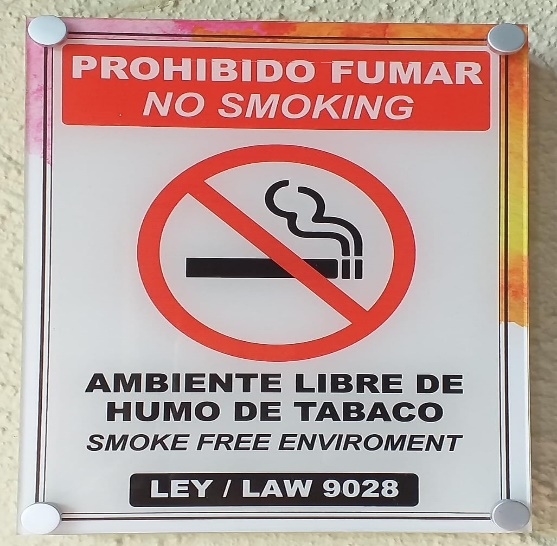 PROHIBIDO FUMAR
NO SMOKING
AMBIENTE LIBRE DE
HUMO DE TABACO
SMOKE FREE ENVIROMENT
LEY / LAW 9028